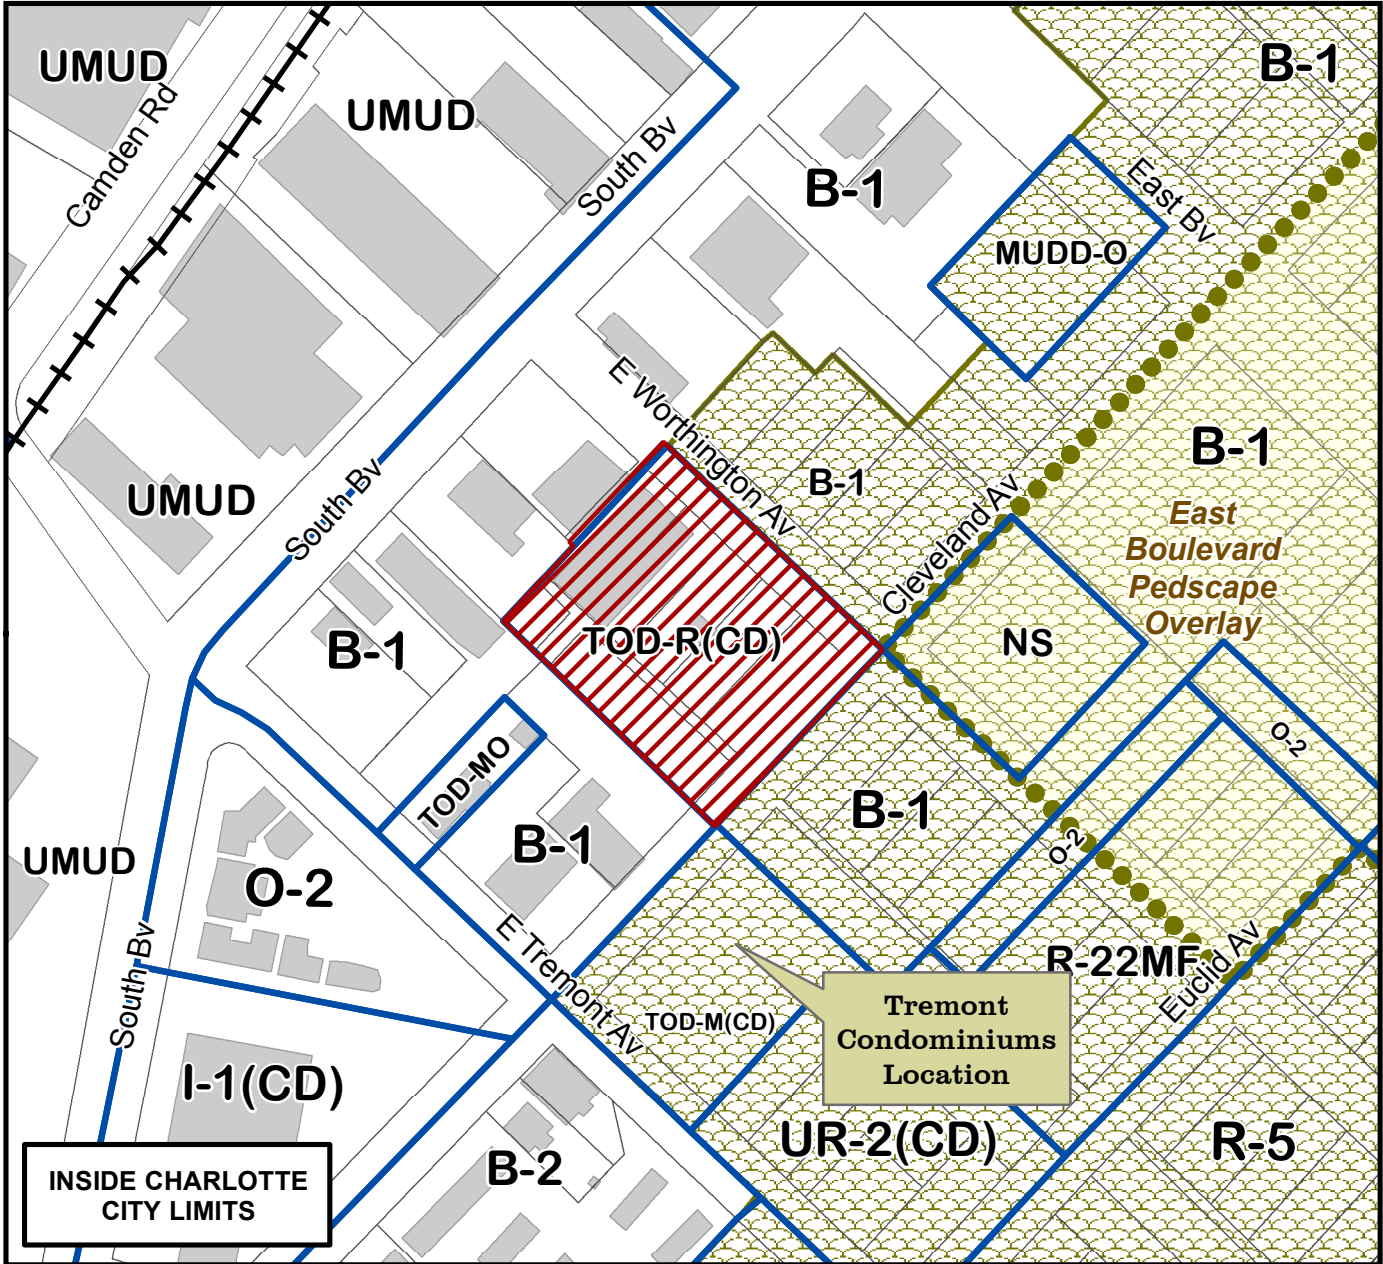 UMUD
Camden Rd
UMUD
South Bv
B-1
B-1
East Bv
MUDD-O
E Worthington Av
B-1
B-1
UMUD
South Bv
Cleveland Av
East
Boulevard
Pedscape
Overlay
B-1
TOD-R(CD)
NS
TOD-MO
O-2
B-1
B-1
O-2
UMUD
O-2
South Bv
E Tremont Av
R-22MF
Euclid Av
TOD-M(CD)
Tremont
Condominiums
Location
I-1(CD)
B-2
UR-2(CD)
R-5
INSIDE CHARLOTTE
CITY LIMITS